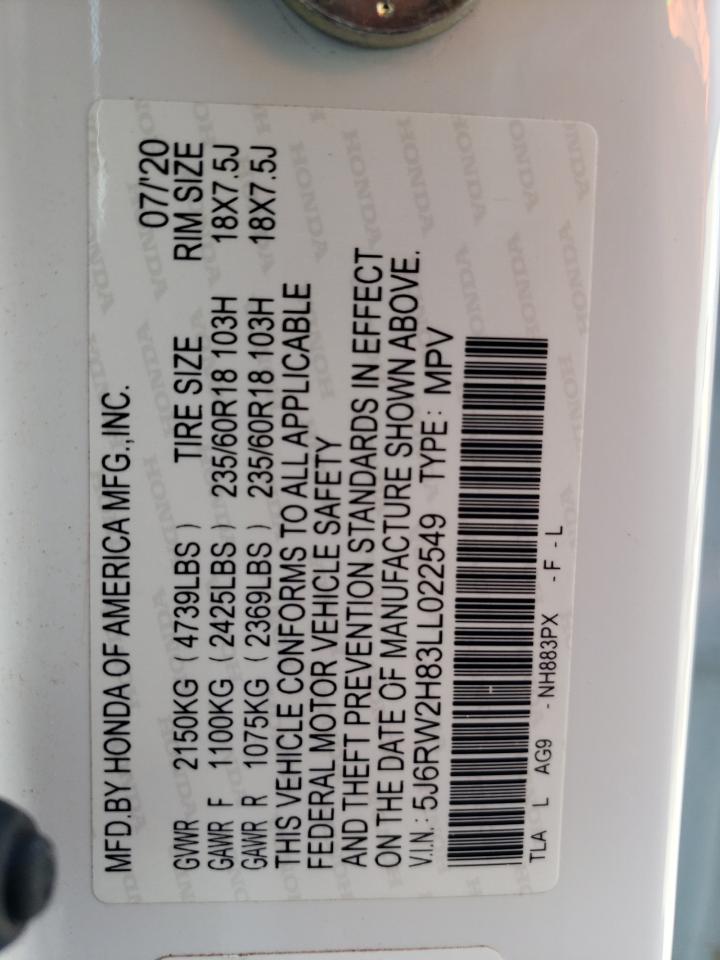 MFD.BY HONDA OF AMERICA MFG.,INC. 07/'20
GVWR 2150KG ( 4739LBS ) TIRE SIZE RIM SIZE
GAWR F 1100KG ( 2425LBS ) 235/60R18 103H 18X7.5J
GAWR R 1075KG ( 2369LBS ) 235/60R18 103H 18X7.5J
THIS VEHICLE CONFORMS TO ALL APPLICABLE
FEDERAL MOTOR VEHICLE SAFETY
AND THEFT PREVENTION STANDARDS IN EFFECT
ON THE DATE OF MANUFACTURE SHOWN ABOVE.
V.I.N.: 5J6RW2H83LL022549 TYPE: MPV
TLA L AG9 - NH883PX - F - L